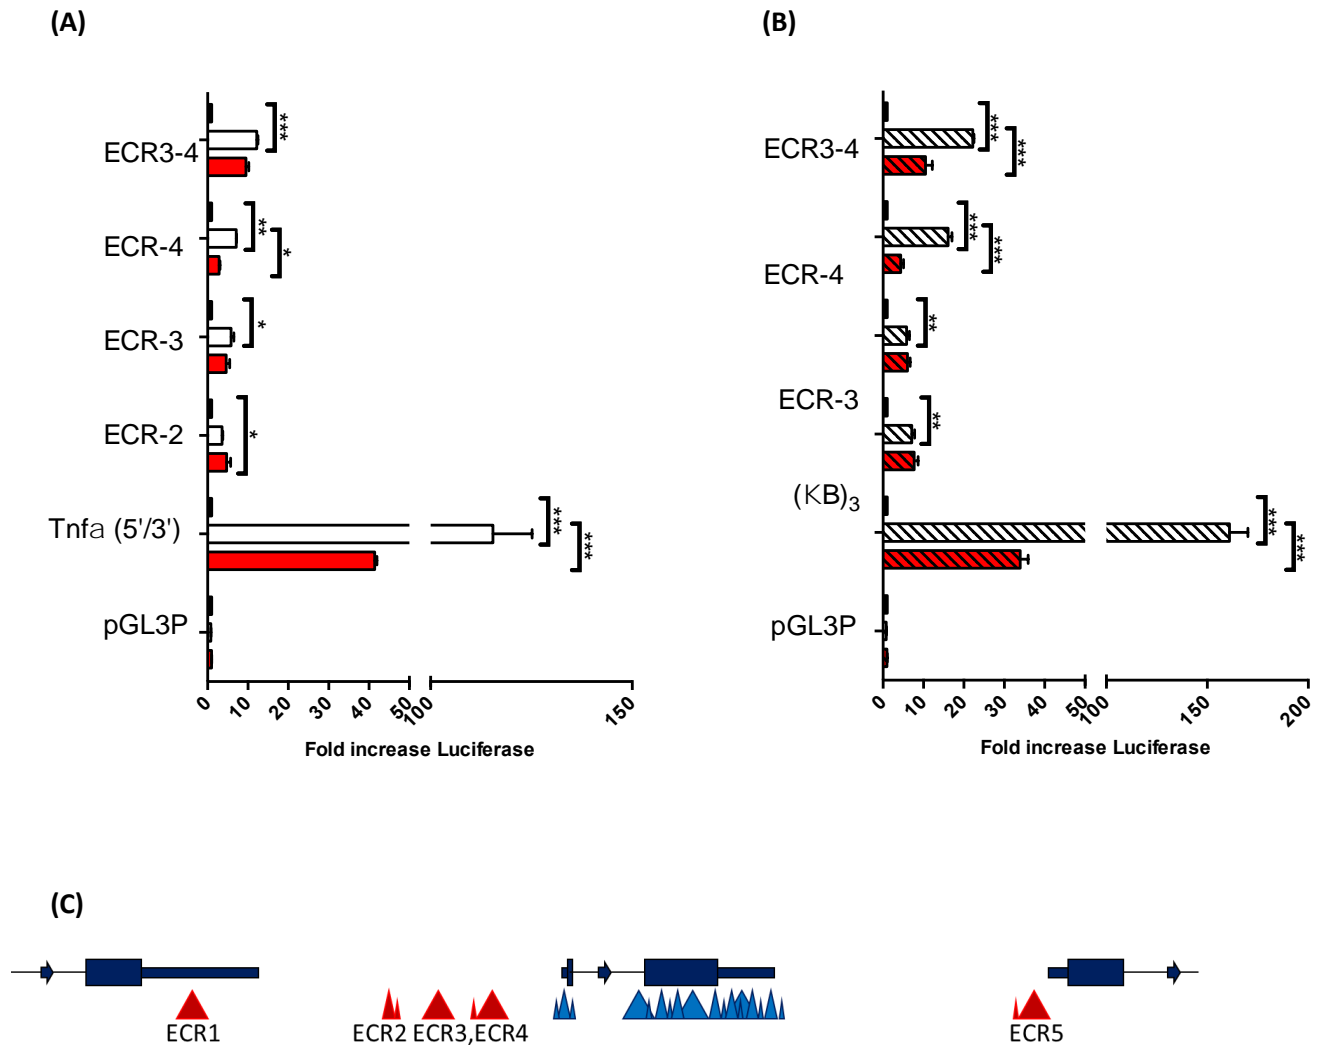 (A)
(B)
ECR3-4
***
ECR-4
**
*
ECR-3
*
ECR-2
*
Tnfa (5'/3')
***
***
pGL3P
0 10 20 30 40 50 100 150
Fold increase Luciferase
ECR3-4
***
***
ECR-4
***
***
ECR-3
**
**
(KB)3
***
***
pGL3P
0 10 20 30 40 50 100 150 200
Fold increase Luciferase
(C)
ECR1
ECR2 ECR3,ECR4
ECR5